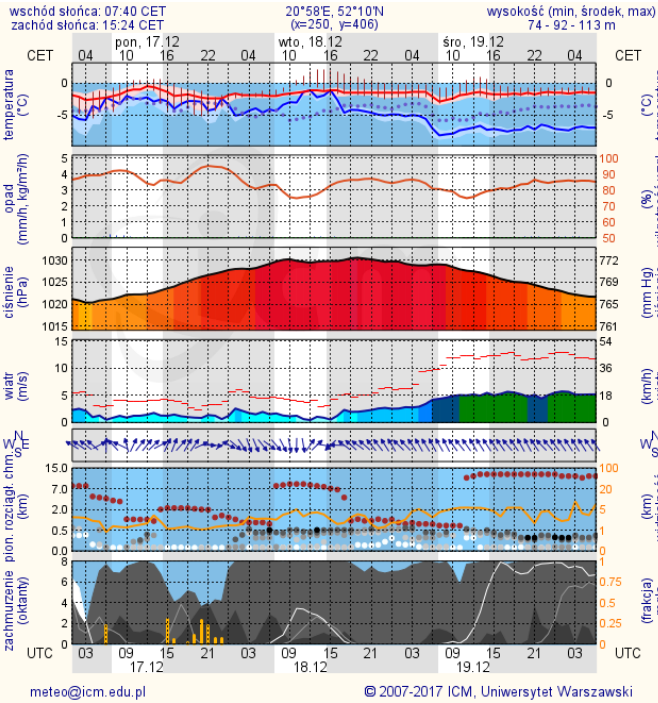 wschód słońca: 07:40 CET 20°58'E, 52°10'N wysokość (min, środek, max)
zachód słońca: 15:24 CET (x=250, y=406) 74 - 92 - 113 m
pon, 17.12 wto, 18.12 śro, 19.12
CET 04 10 16 22 04 10 16 22 04 10 16 22 04 CET
temperatura (°C)
0 0
-5 -5
opad (mm/h, kg/m²/h)
5 100
4 90
3 80
2 70
1 60
0 50
(%)
ciśnienie (hPa)
1030 772
1025 769
1020 765
1015 761
(mm Hg)
wiatr (m/s)
15 54
10 36
5 18
0 0
(km/h)
N
W E
S
N
W
S
pion. rozciągł. chm. (km)
15.0 100
7.0 20
2.0 5
0.5 1
0.0 0
(km)
zachmurzenie (oktanty)
8 1
6 0.75
4 0.5
2 0.25
0 0
(frakcja)
UTC 03 09 15 21 03 09 15 21 03 09 15 21 03 UTC
17.12 18.12 19.12
meteo@icm.edu.pl © 2007-2017 ICM, Uniwersytet Warszawski